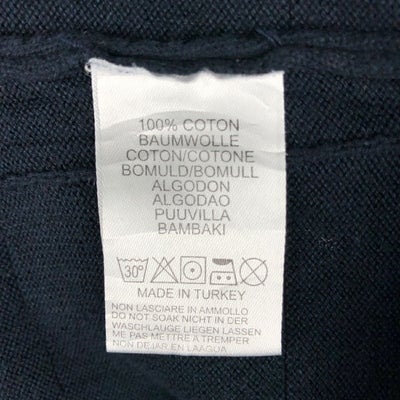 100% COTON
BAUMWOLLE
COTON/COTONE
BOMULD/BOMULL
ALGODON
ALGODAO
PUUVILLA
BAMBAKI
30°
MADE IN TURKEY
NON LASCIARE IN AMMOLLO
DO NOT SOAK NICHT IN DER
WASCHLAUGE LIEGEN LASSEN
ME PAS METTRE A TREMPER
NON DEJAR EN LAAGUA